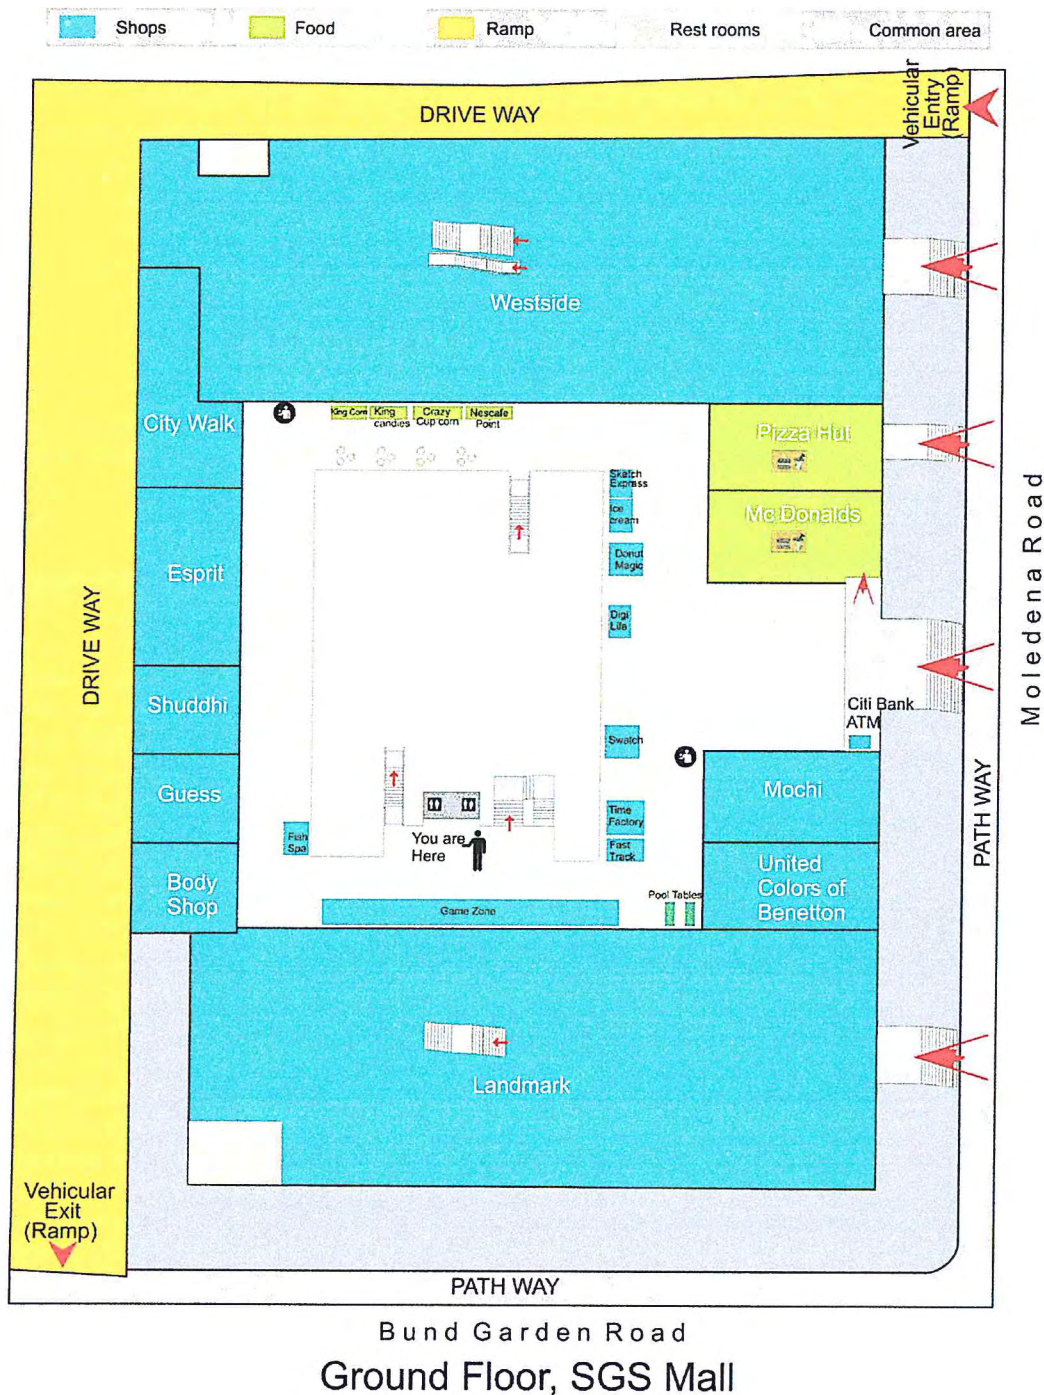 Shops
Food
Ramp
Rest rooms
Common area
DRIVE WAY
Vehicular
Entry
(Ramp)
Westside
City Walk
King Corn
King
candies
Crazy
Cup corn
Nescafe
Point
Pizza Hut
Sketch
Express
Ice
cream
Mc Donalds
Donut
Magic
Esprit
Digi
Life
DRIVE WAY
Moledena Road
Shuddhi
Citi Bank
ATM
Swatch
Guess
Mochi
PATH WAY
Time
Factory
Fish
Spa
You are
Here
Fast
Track
Body
Shop
United
Colors of
Benetton
Pool Tables
Game Zone
Landmark
Vehicular
Exit
(Ramp)
PATH WAY
Bund Garden Road
Ground Floor, SGS Mall